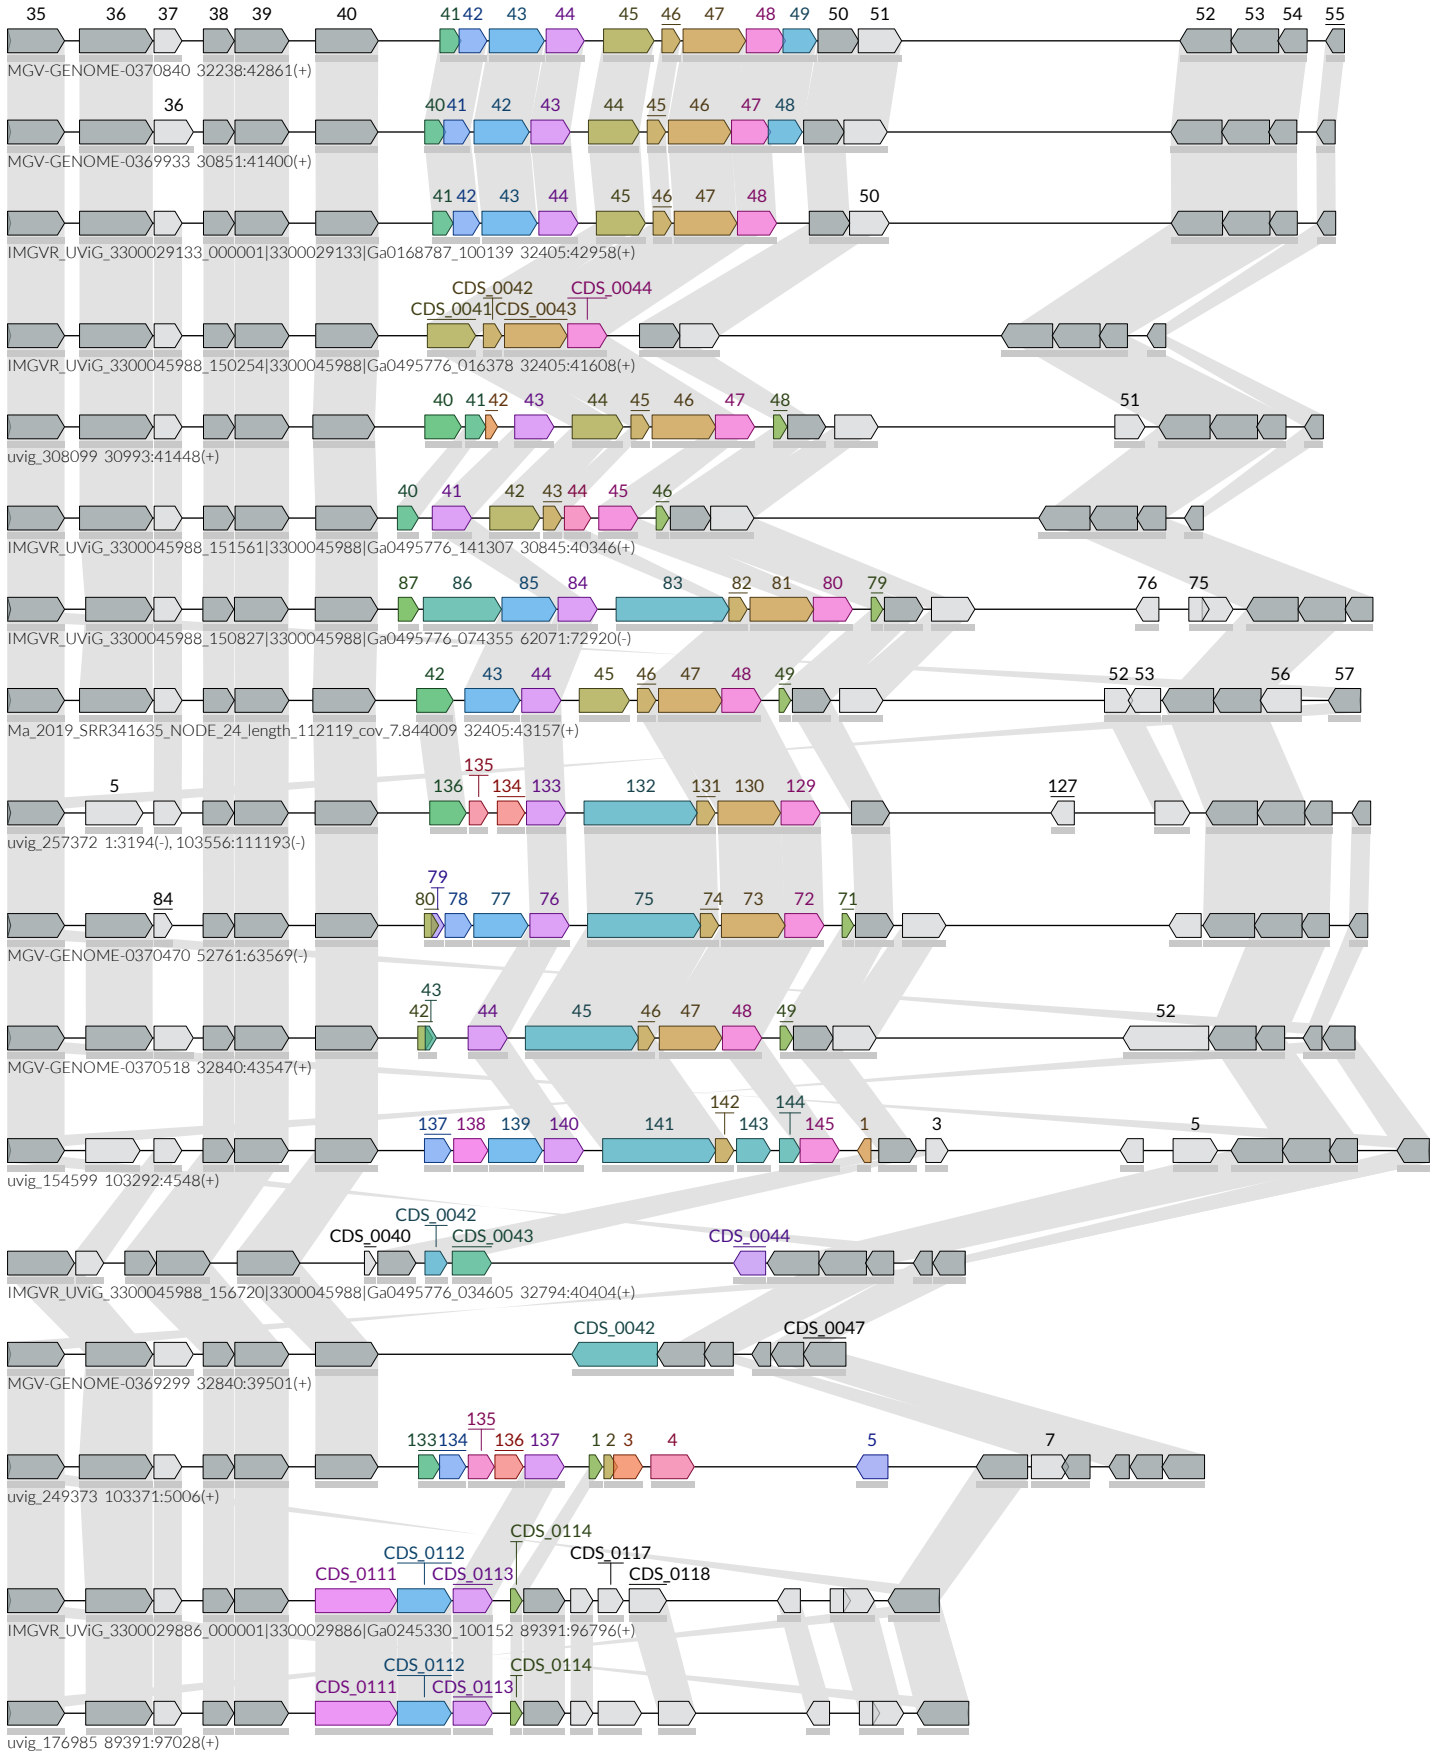 35 36 37 38 39 40 41 42 43 44 45 46 47 48 49 50 51 52 53 54 55
MGV-GENOME-0370840 32238:42861(+)
36 40 41 42 43 44 45 46 47 48
MGV-GENOME-0369933 30851:41400(+)
41 42 43 44 45 46 47 48 50
IMGVR_UViG_3300029133_000001|3300029133|Ga0168787_100139 32405:42958(+)
CDS_0042 CDS_0044
CDS_0041 CDS_0043
IMGVR_UViG_3300045988_150254|3300045988|Ga0495776_016378 32405:41608(+)
40 41 42 43 44 45 46 47 48 51
uvig_308099 30993:41448(+)
40 41 42 43 44 45 46
IMGVR_UViG_3300045988_151561|3300045988|Ga0495776_141307 30845:40346(+)
87 86 85 84 83 82 81 80 79 76 75
IMGVR_UViG_3300045988_150827|3300045988|Ga0495776_074355 62071:72920(-)
42 43 44 45 46 47 48 49 52 53 56 57
Ma_2019_SRR341635_NODE_24_length_112119_cov_7.844009 32405:43157(+)
135
5 136 134 133 132 131 130 129 127
uvig_257372 1:3194(-), 103556:111193(-)
79
84 80 78 77 76 75 74 73 72 71
MGV-GENOME-0370470 52761:63569(-)
43
42 44 45 46 47 48 49 52
MGV-GENOME-0370518 32840:43547(+)
142 144
137 138 139 140 141 143 145 1 3 5
uvig_154599 103292:4548(+)
CDS_0042
CDS_0040 CDS_0043 CDS_0044
IMGVR_UViG_3300045988_156720|3300045988|Ga0495776_034605 32794:40404(+)
CDS_0042 CDS_0047
MGV-GENOME-0369299 32840:39501(+)
135
133 134 136 137 1 2 3 4 5 7
uvig_249373 103371:5006(+)
CDS_0114
CDS_0112 CDS_0117
CDS_0111 CDS_0113 CDS_0118
IMGVR_UViG_3300029886_000001|3300029886|Ga0245330_100152 89391:96796(+)
CDS_0112 CDS_0114
CDS_0111 CDS_0113
uvig_176985 89391:97028(+)